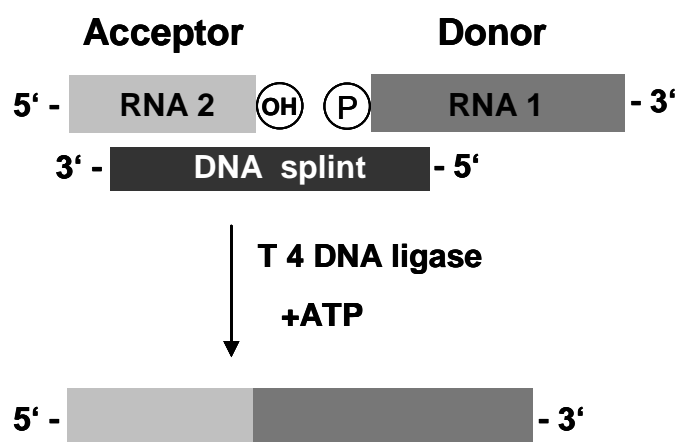 Acceptor Donor
5‘ - RNA 2 OH P RNA 1 - 3‘
3‘ - DNA splint - 5‘
T 4 DNA ligase
+ATP
5‘ - - 3‘